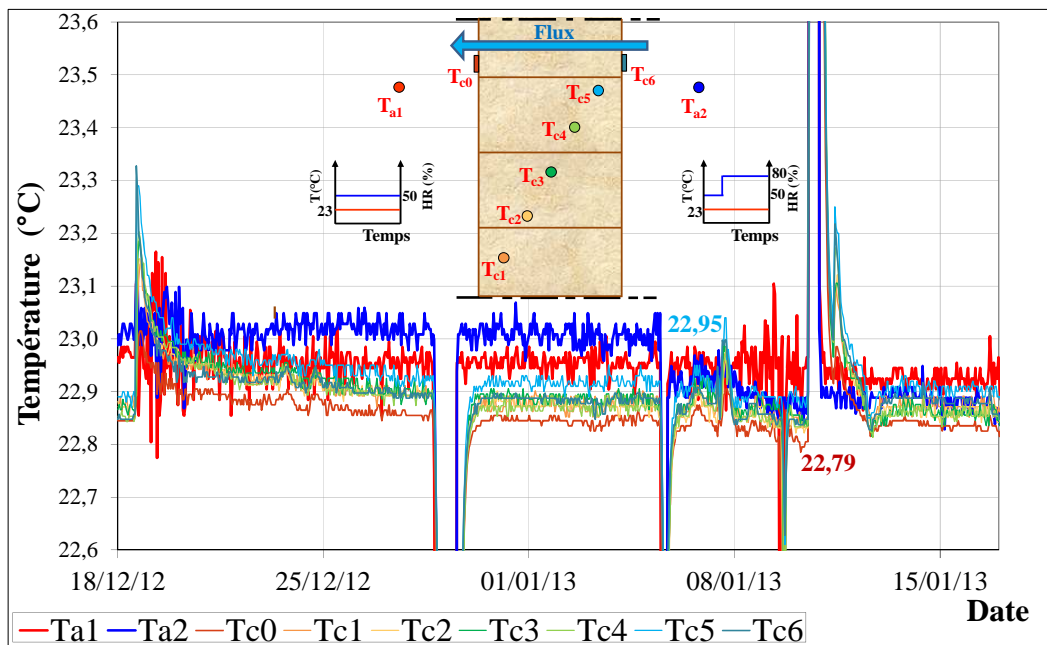 23,6
23,5
23,4
23,3
23,2
23,1
23,0
22,9
22,8
22,7
22,6
Température (°C)
Flux
Tc0
Tc6
Ta1
Tc5
Ta2
Tc4
Tc3
Tc2
Tc1
T(°C)
HR (%)
50
23
Temps
T(°C)
HR (%)
80
50
23
Temps
22,95
22,79
18/12/12
25/12/12
01/01/13
08/01/13
15/01/13
Date
Ta1 Ta2 Tc0 Tc1 Tc2 Tc3 Tc4 Tc5 Tc6